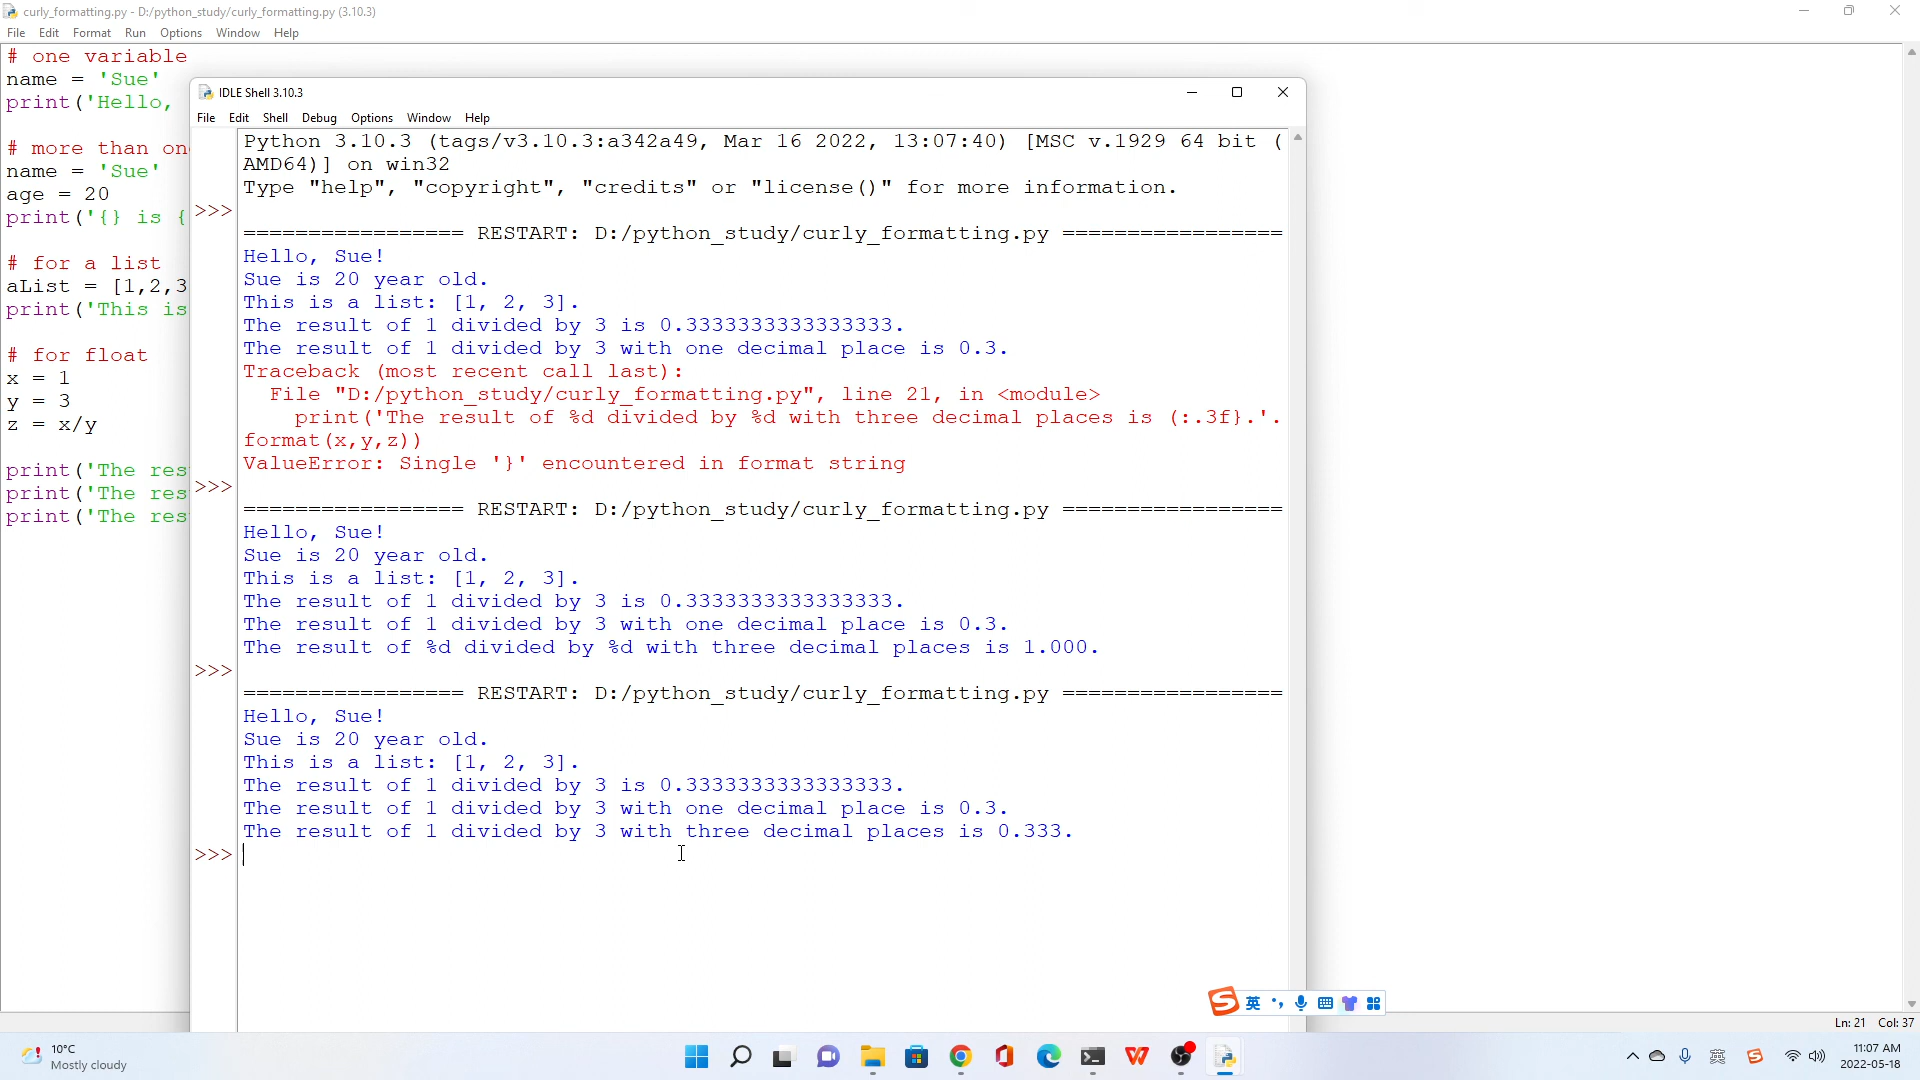 curly_formatting.py - D:/python_study/curly_formatting.py (3.10.3)
File Edit Format Run Options Window Help
# one variable
name = 'Sue'
print('Hello,
# more than on
name = 'Sue'
age = 20
print('{} is {
# for a list
aList = [1,2,3
print('This is
# for float
x = 1
y = 3
z = x/y
print('The res
print('The res
print('The res
IDLE Shell 3.10.3
File Edit Shell Debug Options Window Help
Python 3.10.3 (tags/v3.10.3:a342a49, Mar 16 2022, 13:07:40) [MSC v.1929 64 bit (
AMD64)] on win32
Type "help", "copyright", "credits" or "license()" for more information.
>>>
================= RESTART: D:/python_study/curly_formatting.py =================
Hello, Sue!
Sue is 20 year old.
This is a list: [1, 2, 3].
The result of 1 divided by 3 is 0.3333333333333333.
The result of 1 divided by 3 with one decimal place is 0.3.
Traceback (most recent call last):
  File "D:/python_study/curly_formatting.py", line 21, in <module>
    print('The result of %d divided by %d with three decimal places is (:.3f}.'.
format(x,y,z))
ValueError: Single '}' encountered in format string
>>>
================= RESTART: D:/python_study/curly_formatting.py =================
Hello, Sue!
Sue is 20 year old.
This is a list: [1, 2, 3].
The result of 1 divided by 3 is 0.3333333333333333.
The result of 1 divided by 3 with one decimal place is 0.3.
The result of %d divided by %d with three decimal places is 1.000.
>>>
================= RESTART: D:/python_study/curly_formatting.py =================
Hello, Sue!
Sue is 20 year old.
This is a list: [1, 2, 3].
The result of 1 divided by 3 is 0.3333333333333333.
The result of 1 divided by 3 with one decimal place is 0.3.
The result of 1 divided by 3 with three decimal places is 0.333.
>>>
英
Ln: 21 Col: 37
10°C
Mostly cloudy
英
11:07 AM
2022-05-18